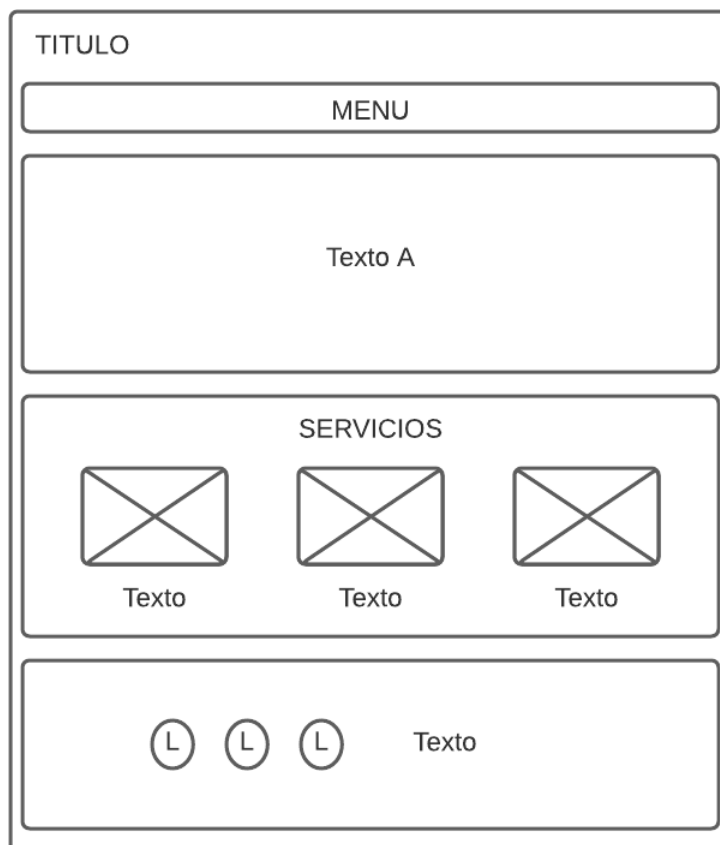 TITULO
MENU
Texto A
SERVICIOS
Texto Texto Texto
L L L Texto